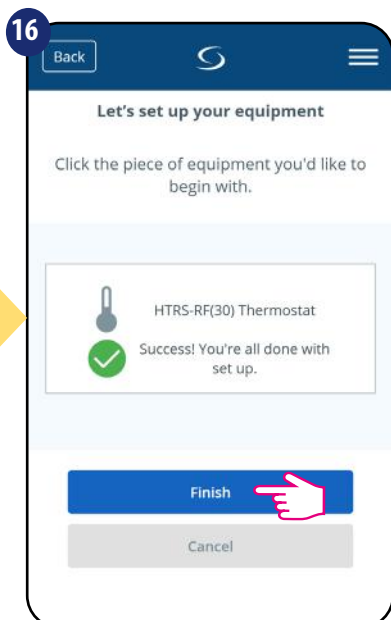 16
Back
Let's set up your equipment
Click the piece of equipment you'd like to
begin with.
HTRS-RF(30) Thermostat
Success! You're all done with
set up.
Finish
Cancel